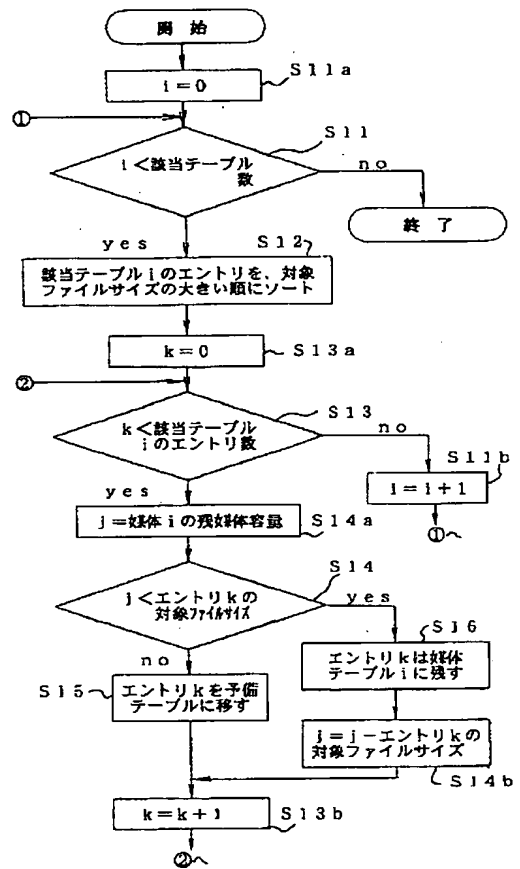 開 始
i=0
S11a
①
S11
i<該当テーブル
数
no
終 了
yes
S12
該当テーブルiのエントリを、対象
ファイルサイズの大きい順にソート
k=0
S13a
②
S13
k<該当テーブル
iのエントリ数
no
S11b
i=i+1
①
yes
j=媒体iの残媒体容量
S14a
S14
j<エントリkの
対象ファイルサイズ
yes
S16
no
エントリkは媒体
テーブルiに残す
S15
エントリkを予備
テーブルに移す
j=j-エントリkの
対象ファイルサイズ
S14b
k=k+1
S13b
②